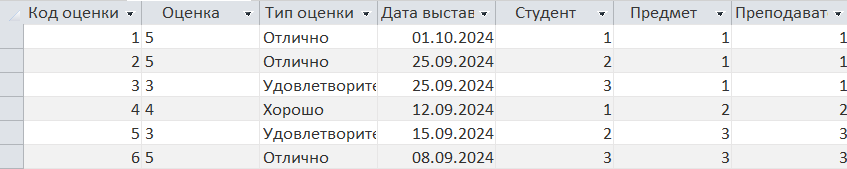 Код оценки Оценка Тип оценки Дата выстав Студент Предмет Преподават
1 5 Отлично 01.10.2024 1 1 1
2 5 Отлично 25.09.2024 2 1 1
3 3 Удовлетворите 25.09.2024 3 1 1
4 4 Хорошо 12.09.2024 1 2 2
5 3 Удовлетворите 15.09.2024 2 3 3
6 5 Отлично 08.09.2024 3 3 3